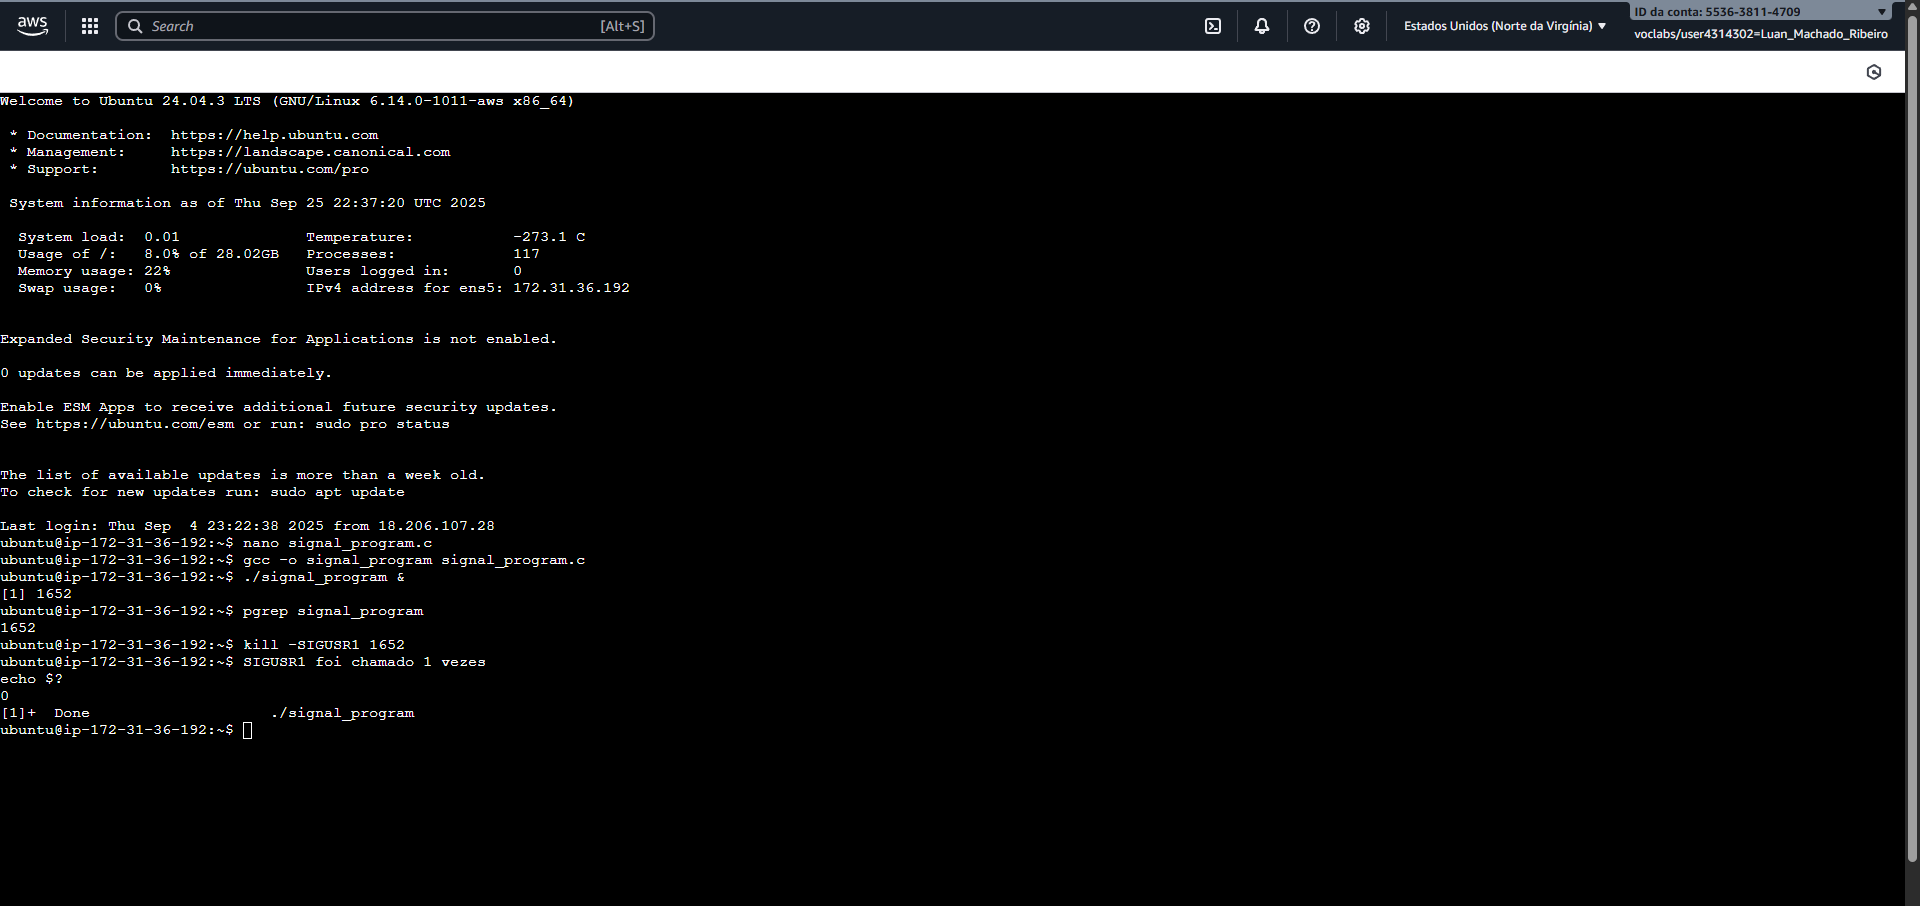 aws
Search
[Alt+S]
Estados Unidos (Norte da Virgínia)
ID da conta: 5536-3811-4709
voclabs/user4314302=Luan_Machado_Ribeiro
Welcome to Ubuntu 24.04.3 LTS (GNU/Linux 6.14.0-1011-aws x86_64)
* Documentation:  https://help.ubuntu.com
* Management:     https://landscape.canonical.com
* Support:        https://ubuntu.com/pro
System information as of Thu Sep 25 22:37:20 UTC 2025
System load:  0.01              Temperature:           -273.1 C
Usage of /:   8.0% of 28.02GB   Processes:             117
Memory usage: 22%               Users logged in:       0
Swap usage:   0%                IPv4 address for ens5: 172.31.36.192
Expanded Security Maintenance for Applications is not enabled.
0 updates can be applied immediately.
Enable ESM Apps to receive additional future security updates.
See https://ubuntu.com/esm or run: sudo pro status
The list of available updates is more than a week old.
To check for new updates run: sudo apt update
Last login: Thu Sep  4 23:22:38 2025 from 18.206.107.28
ubuntu@ip-172-31-36-192:~$ nano signal_program.c
ubuntu@ip-172-31-36-192:~$ gcc -o signal_program signal_program.c
ubuntu@ip-172-31-36-192:~$ ./signal_program &
[1] 1652
ubuntu@ip-172-31-36-192:~$ pgrep signal_program
1652
ubuntu@ip-172-31-36-192:~$ kill -SIGUSR1 1652
ubuntu@ip-172-31-36-192:~$ SIGUSR1 foi chamado 1 vezes
echo $?
0
[1]+  Done                    ./signal_program
ubuntu@ip-172-31-36-192:~$